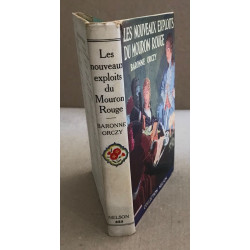 Les
nouveaux
exploits
du
Mouron
Rouge
BARONNE
ORCZY
NELSON
LES NOUVEAUX EXPLOITS
DU MOURON ROUGE
BARONNE ORCZY